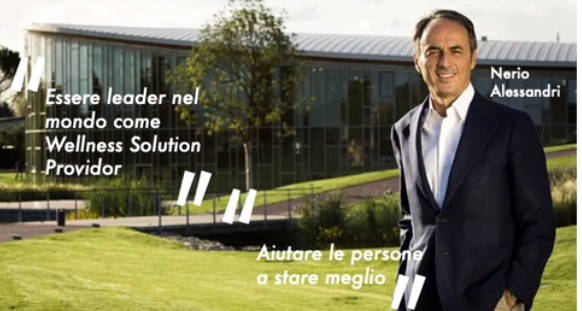 "
Essere leader nel
mondo come
Wellness Solution
Providor
"
"
Aiutare le persone
a stare meglio
"
Nerio
Alessandri